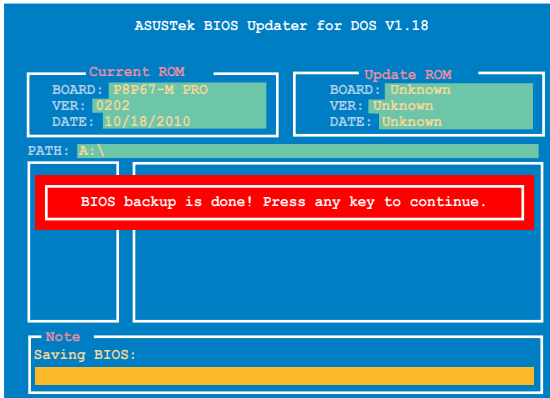 ASUSTek BIOS Updater for DOS V1.18
Current ROM
BOARD: P8P67-M PRO
VER: 0202
DATE: 10/18/2010
Update ROM
BOARD: Unknown
VER: Unknown
DATE: Unknown
PATH: A:\
BIOS backup is done! Press any key to continue.
Note
Saving BIOS: